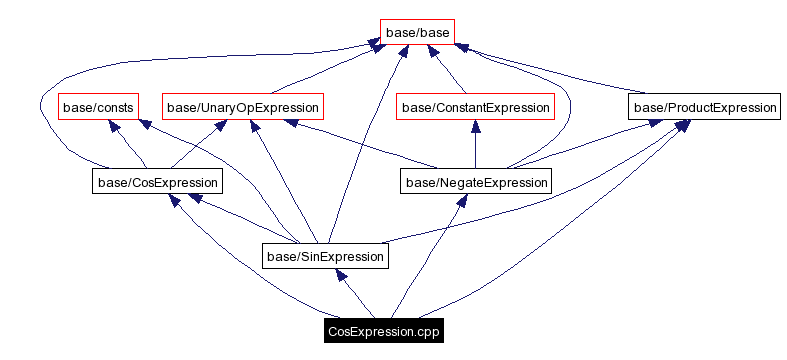 base/base
base/consts
base/UnaryOpExpression
base/ConstantExpression
base/ProductExpression
base/CosExpression
base/NegateExpression
base/SinExpression
CosExpression.cpp